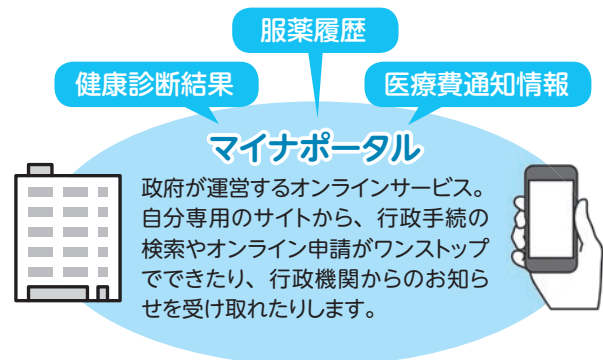 服薬履歴
健康診断結果
医療費通知情報
マイナポータル
政府が運営するオンラインサービス。
自分専用のサイトから、行政手続の
検索やオンライン申請がワンストップ
でできたり、行政機関からのお知ら
せを受け取れたりします。